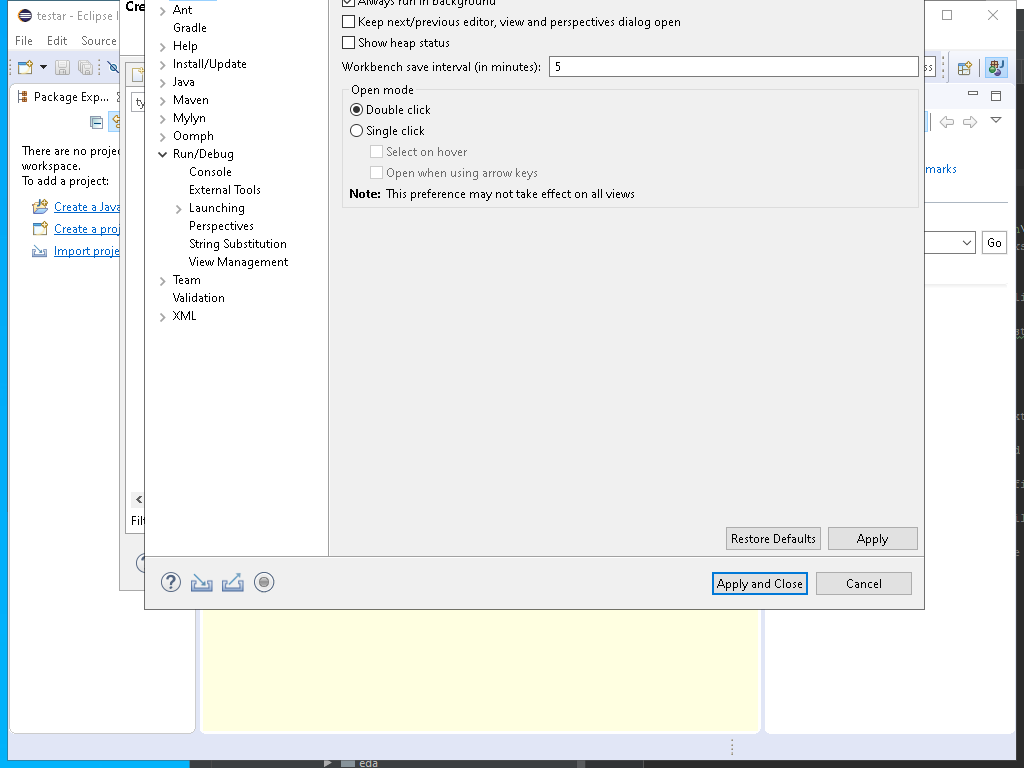 testar - Eclipse I
File Edit Source
Package Exp...
There are no proje
workspace.
To add a project:
Create a Java
Create a proj
Import proje
Cre
ty
Filt
Ant
Gradle
Help
Install/Update
Java
Maven
Mylyn
Oomph
Run/Debug
Console
External Tools
Launching
Perspectives
String Substitution
View Management
Team
Validation
XML
Always run in background
Keep next/previous editor, view and perspectives dialog open
Show heap status
Workbench save interval (in minutes): 5
Open mode
Double click
Single click
Select on hover
Open when using arrow keys
Note: This preference may not take effect on all views
Restore Defaults Apply
Apply and Close Cancel
ss
marks
Go
eda